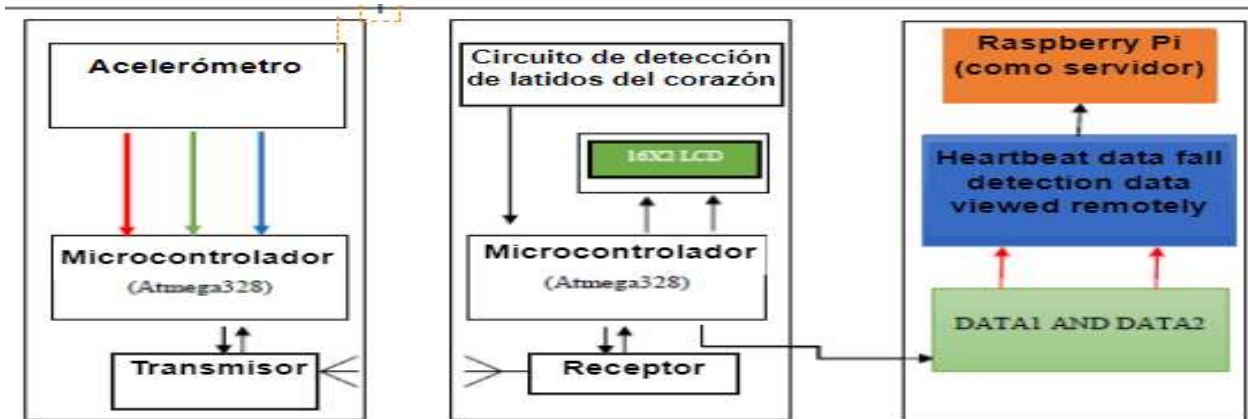 Acelerómetro
Microcontrolador
(Atmega328)
Transmisor
Circuito de detección
de latidos del corazón
16X2 LCD
Microcontrolador
(Atmega328)
Receptor
Raspberry Pi
(como servidor)
Heartbeat data fall
detection data
viewed remotely
DATA1 AND DATA2